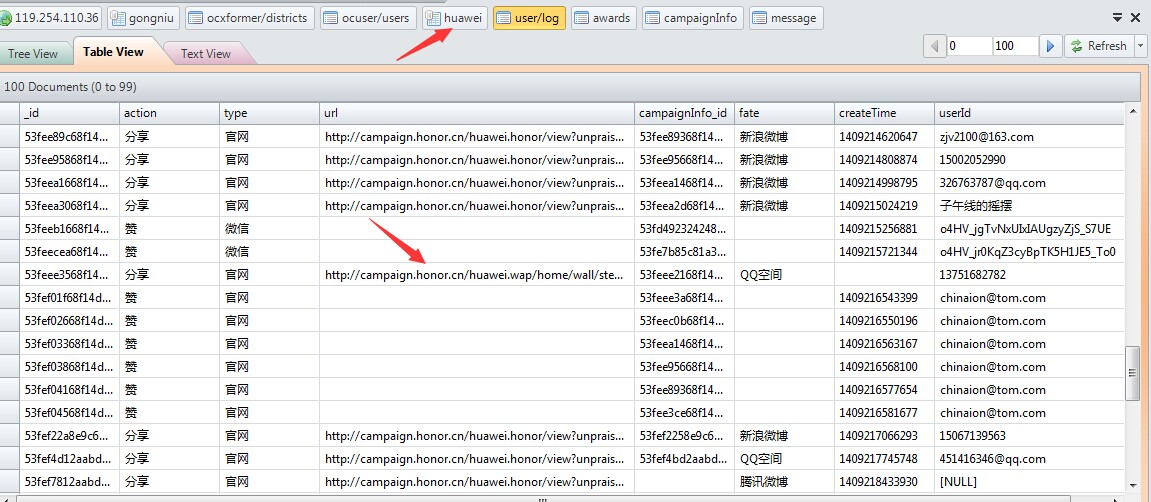 119.254.110.36 gongniu ocxformer/districts ocuser/users huawei user/log awards campaignInfo message
Tree View Table View Text View 0 100 Refresh
100 Documents (0 to 99)
_id action type url campaignInfo_id fate createTime userId
53fee89c68f14... 分享 官网 http://campaign.honor.cn/huawei.honor/view?unprais... 53fee89368f14... 新浪微博 1409214620647 zjv2100@163.com
53fee95868f14... 分享 官网 http://campaign.honor.cn/huawei.honor/view?unprais... 53fee95668f14... 新浪微博 1409214808874 15002052990
53feea1668f14... 分享 官网 http://campaign.honor.cn/huawei.honor/view?unprais... 53feea1468f14... 新浪微博 1409214998795 326763787@qq.com
53feea3068f14... 分享 官网 http://campaign.honor.cn/huawei.honor/view?unprais... 53feea2d68f14... 新浪微博 1409215024219 子午线的摇摆
53feeb1668f14... 赞 微信 53fd492324248... 1409215256881 o4HV_jgTvNxUIxIAUgzyZjS_S7UE
53feecea68f14... 赞 微信 53fe7b85c81a3... 1409215721344 o4HV_jr0KqZ3cyBpTK5H1JE5_To0
53feee3568f14... 分享 官网 http://campaign.honor.cn/huawei.wap/home/wall/ste... 53feee2168f14... QQ空间 13751682782
53fef01f68f14d... 赞 官网 53feee3a68f14... 1409216543399 chinaion@tom.com
53fef02668f14d... 赞 官网 53feec0b68f14... 1409216550196 chinaion@tom.com
53fef03368f14d... 赞 官网 53feea1468f14... 1409216563167 chinaion@tom.com
53fef03868f14d... 赞 官网 53fee95668f14... 1409216568100 chinaion@tom.com
53fef04168f14d... 赞 官网 53fee89368f14... 1409216577654 chinaion@tom.com
53fef04568f14d... 赞 官网 53fee3ce68f14... 1409216581677 chinaion@tom.com
53fef22a8e9c6... 分享 官网 http://campaign.honor.cn/huawei.honor/view?unprais... 53fef2258e9c6... 新浪微博 1409217066293 15067139563
53fef4d12aabd... 分享 官网 http://campaign.honor.cn/huawei.honor/view?unprais... 53fef4bd2aabd... QQ空间 1409217745748 451416346@qq.com
53fef7812aabd... 分享 官网 http://campaign.honor.cn/huawei.honor/view?unprais... 腾讯微博 1409218433930 [NULL]